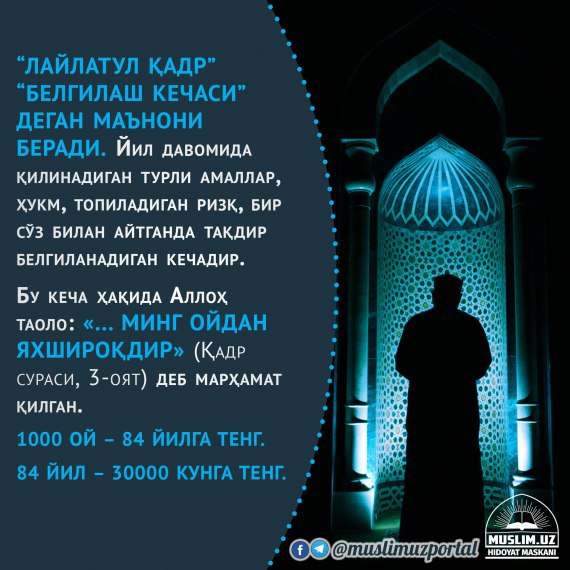 “ЛАЙЛАТУЛ ҚАДР”
“БЕЛГИЛАШ КЕЧАСИ”
ДЕГАН МАЪНОНИ
БЕРАДИ. Йил давомида
қилинадиган турли амаллар,
ҳукм, топиладиган ризқ, бир
сўз билан айтганда тақдир
белгиланадиган кечадир.
Бу кеча ҳақида Аллоҳ
таоло: «... МИНГ ОЙДАН
ЯХШИРОҚДИР» (Қадр
сураси, 3-оят) деб марҳамат
қилган.
1000 ОЙ – 84 ЙИЛГА ТЕНГ.
84 ЙИЛ – 30000 КУНГА ТЕНГ.
@muslimuzportal
MUSLIM.UZ
HIDOYAT MASKANI